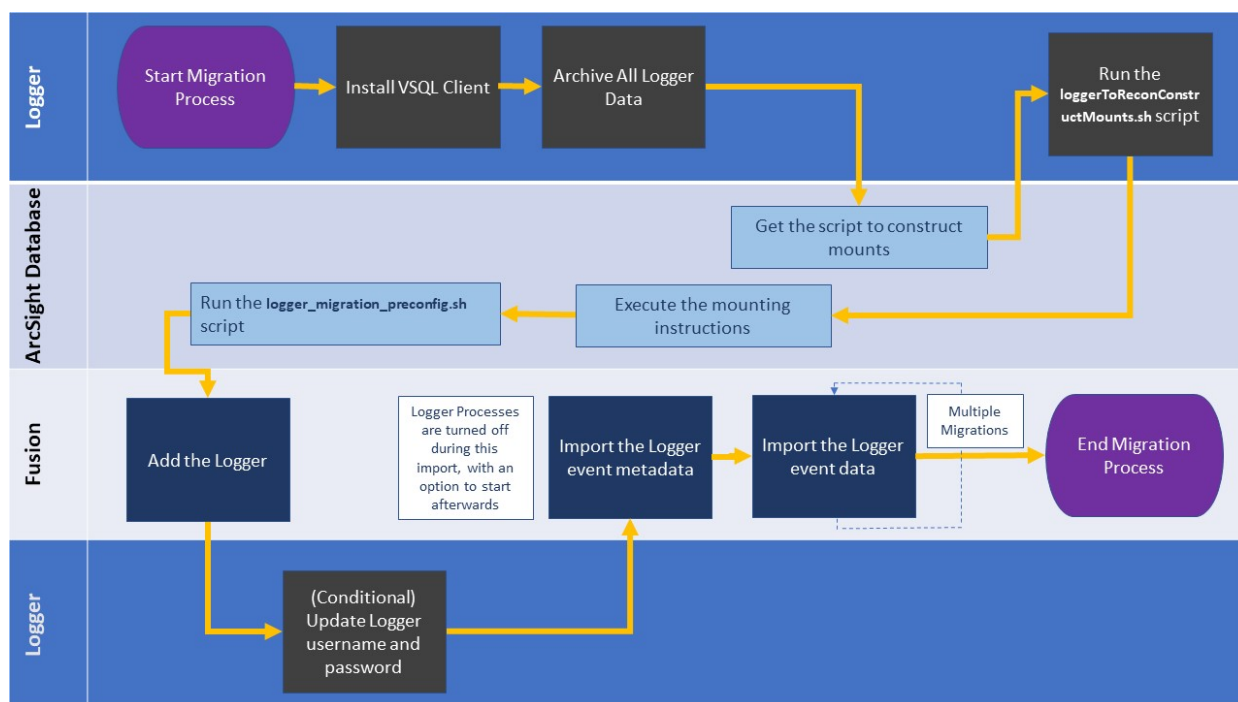 Logger
Start Migration
Process
Install VSQL Client
Archive All Logger
Data
Run the
loggerToReconConstr
uctMounts.sh script
ArcSight Database
Get the script to construct
mounts
Run the logger_migration_preconfig.sh
script
Execute the mounting
instructions
Fusion
Add the Logger
Logger Processes
are turned off
during this
import, with an
option to start
afterwards
Import the Logger
event metadata
Import the Logger
event data
Multiple
Migrations
End Migration
Process
Logger
(Conditional)
Update Logger
username and
password